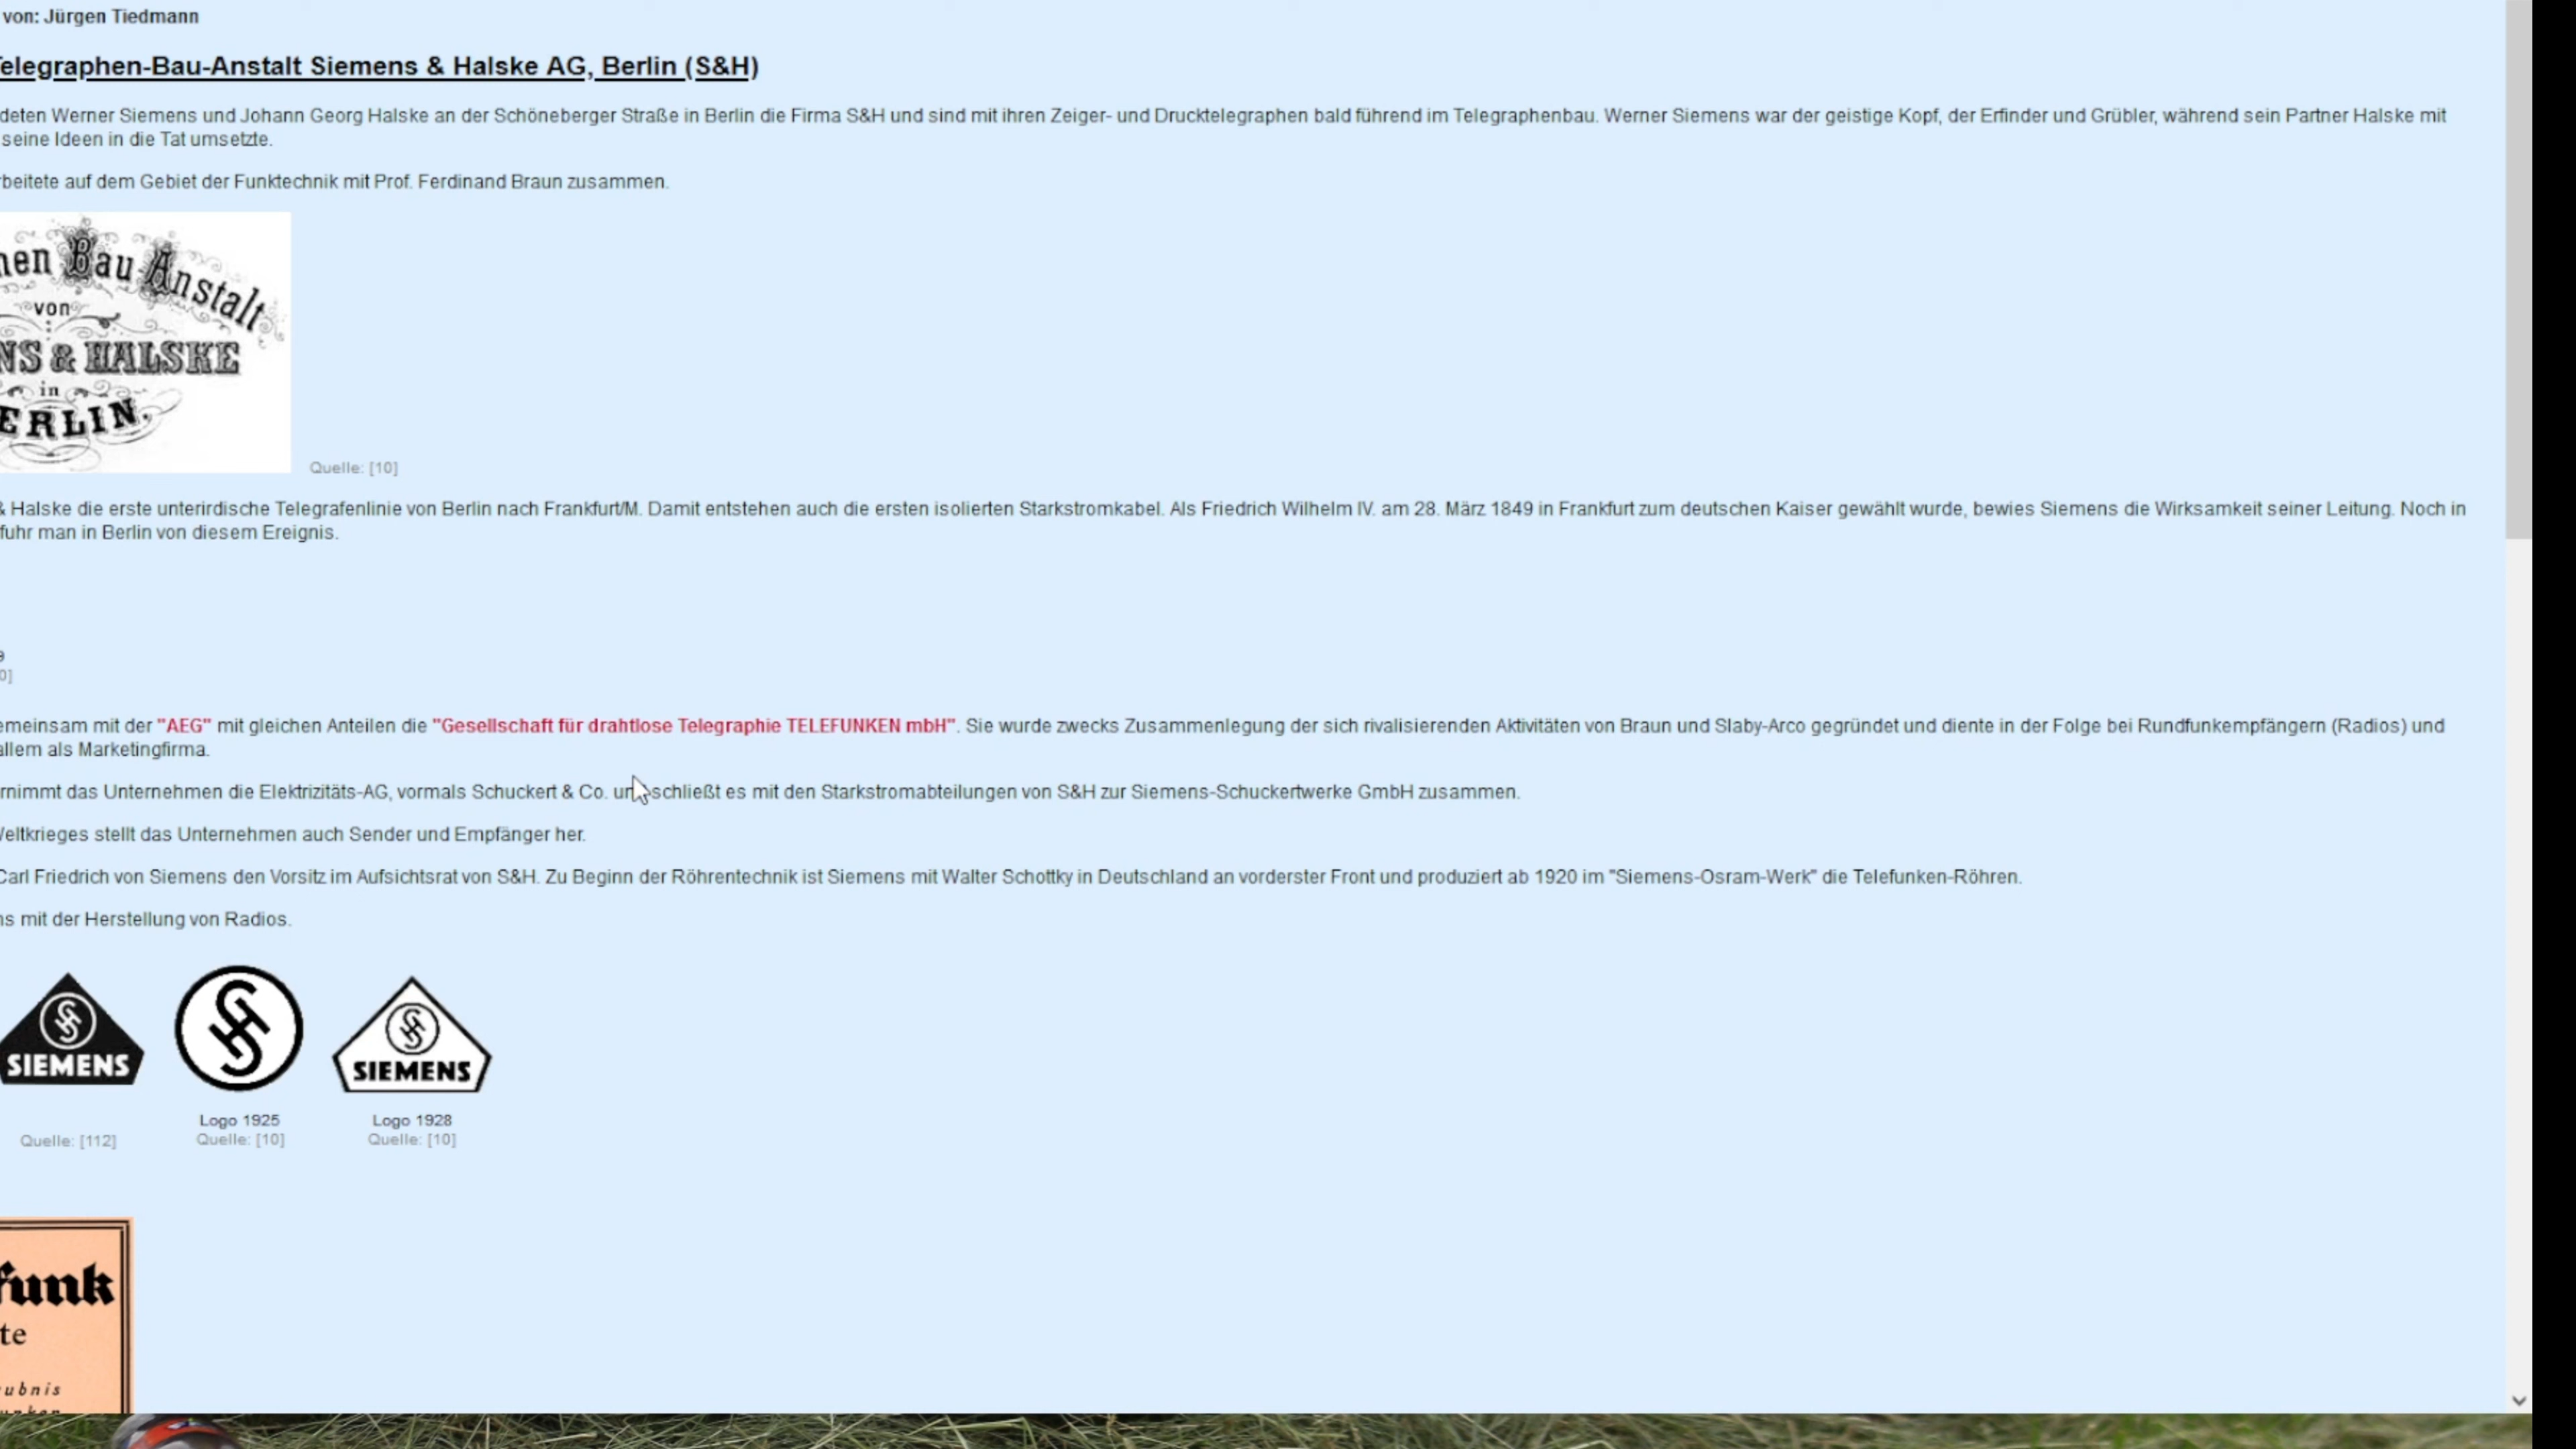 von: Jürgen Tiedmann
elegraphen-Bau-Anstalt Siemens & Halske AG, Berlin (S&H)
deten Werner Siemens und Johann Georg Halske an der Schöneberger Straße in Berlin die Firma S&H und sind mit ihren Zeiger- und Drucktelegraphen bald führend im Telegraphenbau. Werner Siemens war der geistige Kopf, der Erfinder und Grübler, während sein Partner Halske mit
seine Ideen in die Tat umsetzte.
beitete auf dem Gebiet der Funktechnik mit Prof. Ferdinand Braun zusammen.
hen Bau-Anstalt
von
NS & HALSKE
in
ERLIN.
Quelle: [10]
& Halske die erste unterirdische Telegrafenlinie von Berlin nach Frankfurt/M. Damit entstehen auch die ersten isolierten Starkstromkabel. Als Friedrich Wilhelm IV. am 28. März 1849 in Frankfurt zum deutschen Kaiser gewählt wurde, bewies Siemens die Wirksamkeit seiner Leitung. Noch in
fuhr man in Berlin von diesem Ereignis.
0]
emeinsam mit der "AEG" mit gleichen Anteilen die "Gesellschaft für drahtlose Telegraphie TELEFUNKEN mbH". Sie wurde zwecks Zusammenlegung der sich rivalisierenden Aktivitäten von Braun und Slaby-Arco gegründet und diente in der Folge bei Rundfunkempfängern (Radios) und
allem als Marketingfirma.
rnimmt das Unternehmen die Elektrizitäts-AG, vormals Schuckert & Co. un schließt es mit den Starkstromabteilungen von S&H zur Siemens-Schuckertwerke GmbH zusammen.
Weltkrieges stellt das Unternehmen auch Sender und Empfänger her.
Carl Friedrich von Siemens den Vorsitz im Aufsichtsrat von S&H. Zu Beginn der Röhrentechnik ist Siemens mit Walter Schottky in Deutschland an vorderster Front und produziert ab 1920 im "Siemens-Osram-Werk" die Telefunken-Röhren.
ns mit der Herstellung von Radios.
SIEMENS
SIEMENS
Logo 1925
Logo 1928
Quelle: [112]
Quelle: [10]
Quelle: [10]
funk
te
ubnis